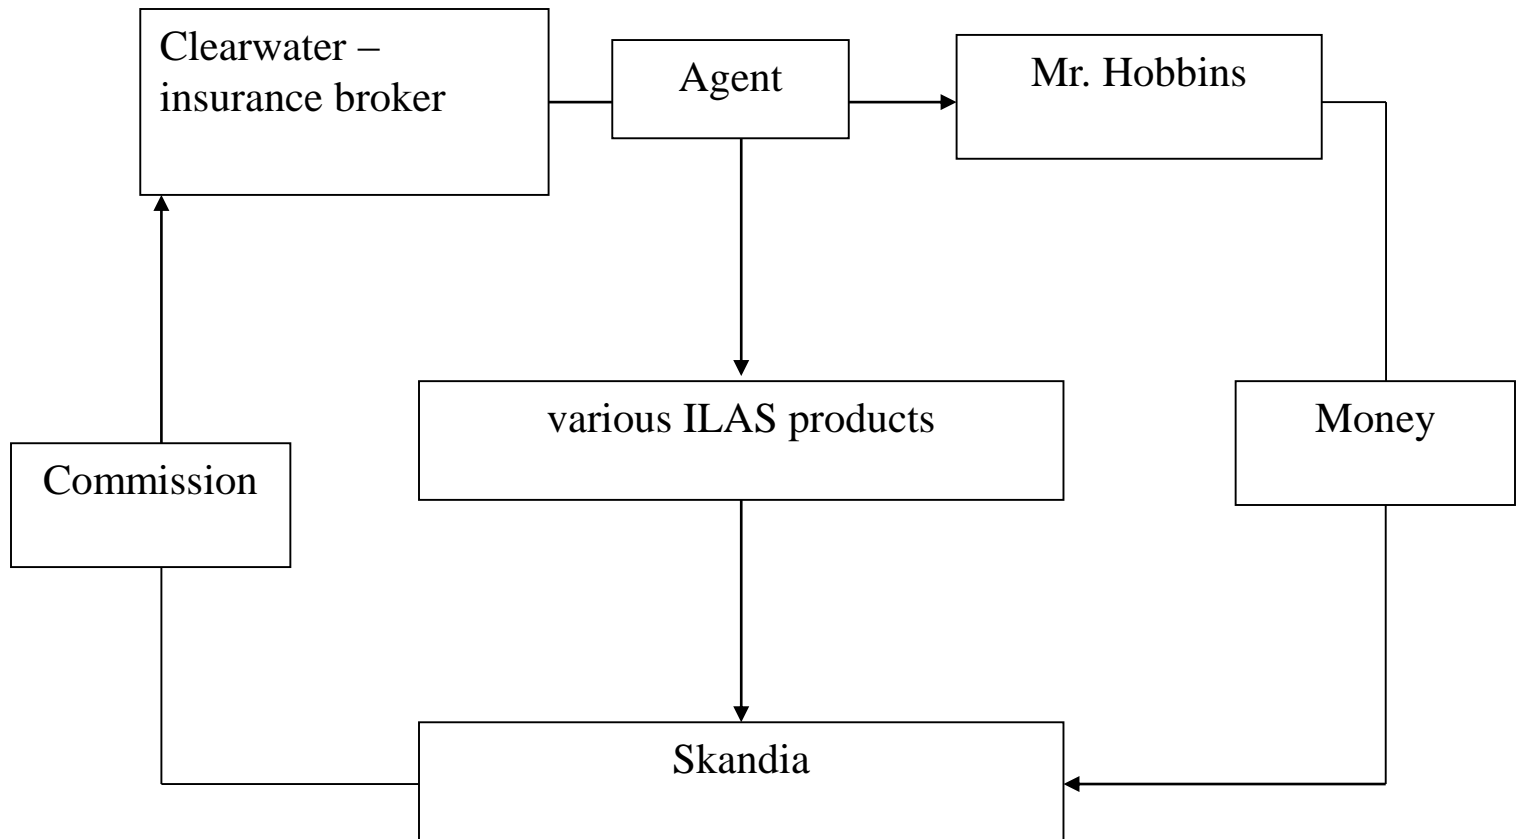 Clearwater –
insurance broker
Agent
Mr. Hobbins
various ILAS products
Money
Commission
Skandia